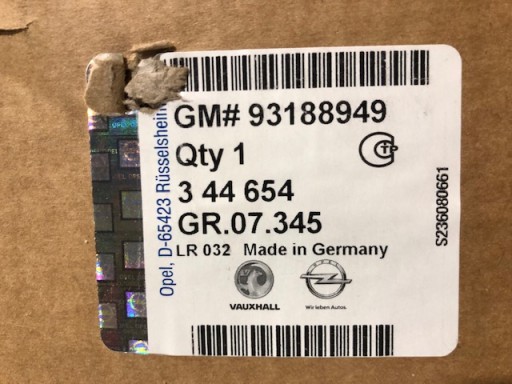 GM# 93188949
Qty 1
3 44 654
GR.07.345
LR 032 Made in Germany
VAUXHALL
Wir leben Autos.
Opel, D-65423 Rüsselsheim
S236080661